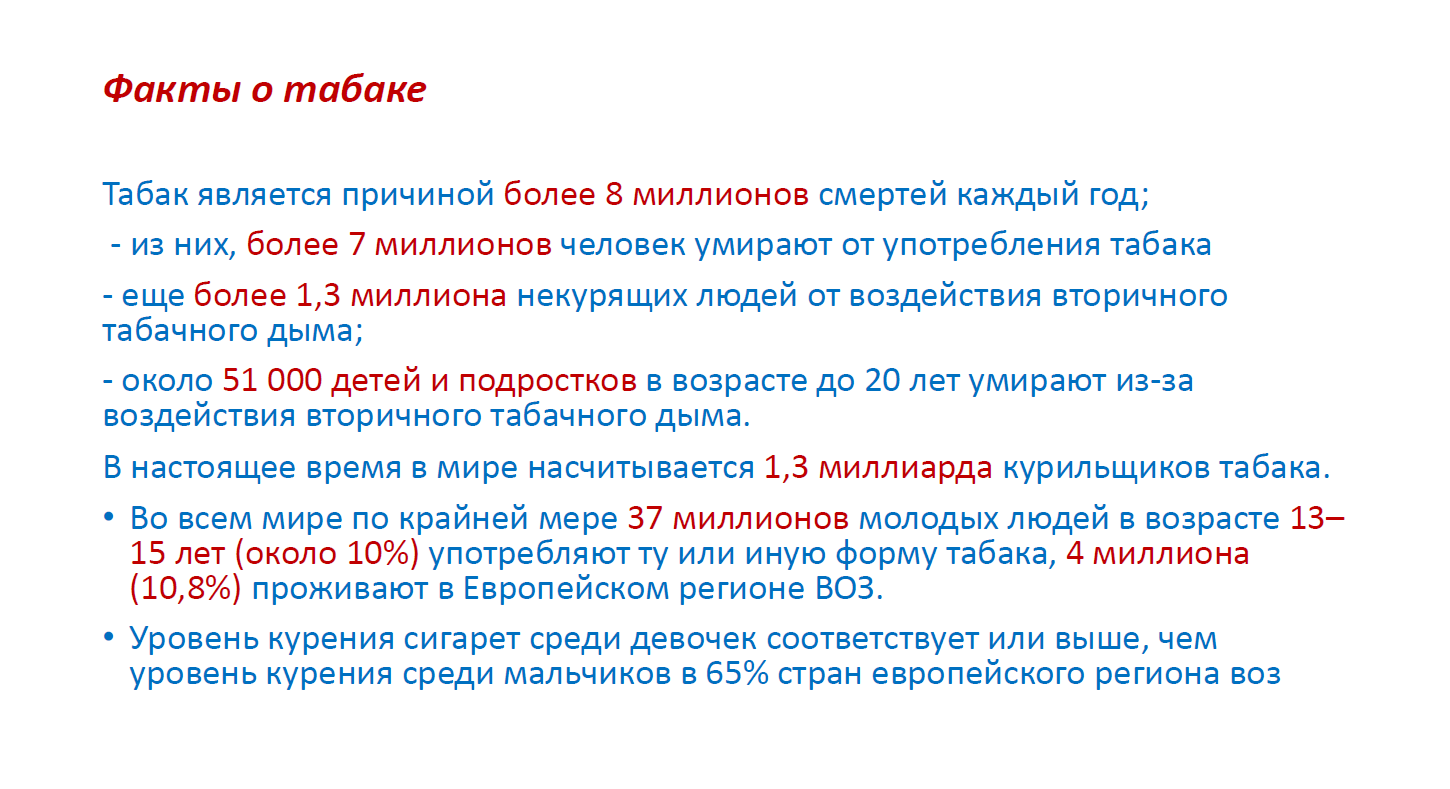 Факты о табаке
Табак является причиной более 8 миллионов смертей каждый год;
- из них, более 7 миллионов человек умирают от употребления табака
- еще более 1,3 миллиона некурящих людей от воздействия вторичного
табачного дыма;
- около 51 000 детей и подростков в возрасте до 20 лет умирают из-за
воздействия вторичного табачного дыма.
В настоящее время в мире насчитывается 1,3 миллиарда курильщиков табака.
• Во всем мире по крайней мере 37 миллионов молодых людей в возрасте 13–
15 лет (около 10%) употребляют ту или иную форму табака, 4 миллиона
(10,8%) проживают в Европейском регионе ВОЗ.
• Уровень курения сигарет среди девочек соответствует или выше, чем
уровень курения среди мальчиков в 65% стран европейского региона воз